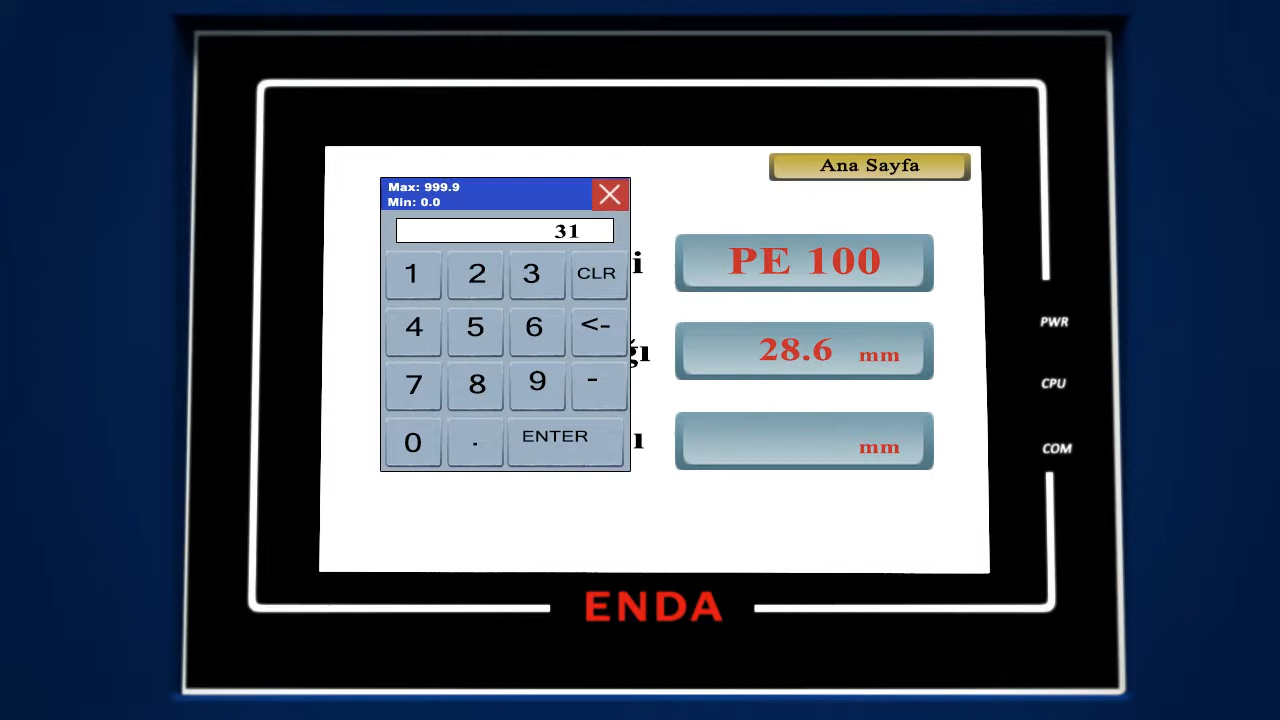 Ana Sayfa
Max: 999.9
Min: 0.0
31
1 2 3 CLR
4 5 6 <-
7 8 9 -
0 . ENTER
i
PE 100
ğı
28.6 mm
ı
mm
PWR
CPU
COM
ENDA